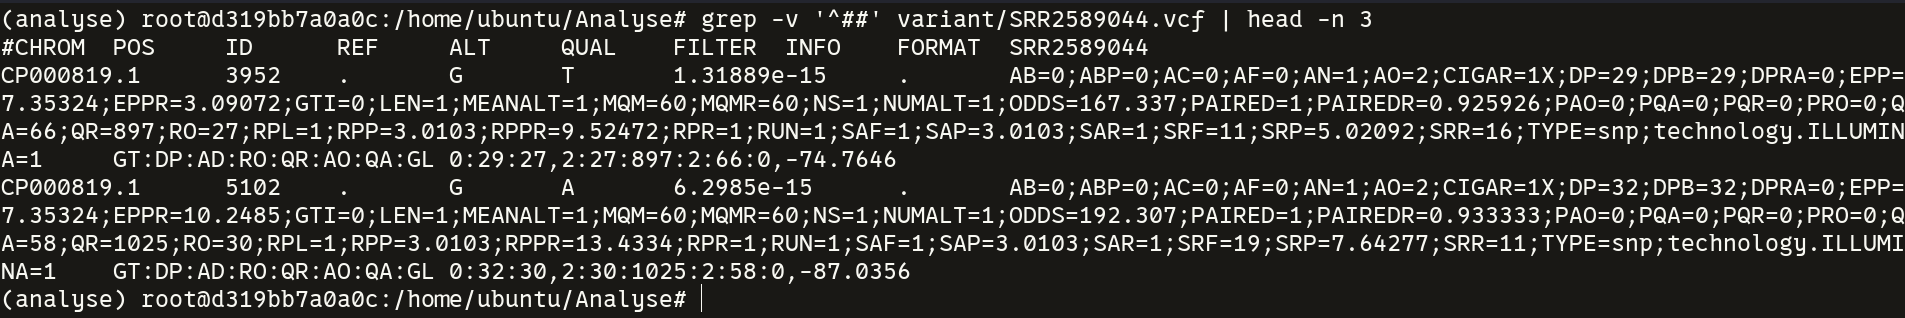 (analyse) root@d319bb7a0a0c:/home/ubuntu/Analyse# grep -v '^##' variant/SRR2589044.vcf | head -n 3
#CHROM  POS     ID      REF     ALT     QUAL    FILTER  INFO    FORMAT  SRR2589044
CP000819.1      3952    .       G       T       1.31889e-15     .       AB=0;ABP=0;AC=0;AF=0;AN=1;AO=2;CIGAR=1X;DP=29;DPB=29;DPRA=0;EPP=
7.35324;EPPR=3.09072;GTI=0;LEN=1;MEANALT=1;MQM=60;MQMR=60;NS=1;NUMALT=1;ODDS=167.337;PAIRED=1;PAIREDR=0.925926;PAO=0;PQA=0;PQR=0;PRO=0;Q
A=66;QR=897;RO=27;RPL=1;RPP=3.0103;RPPR=9.52472;RPR=1;RUN=1;SAF=1;SAP=3.0103;SAR=1;SRF=11;SRP=5.02092;SRR=16;TYPE=snp;technology.ILLUMIN
A=1     GT:DP:AD:RO:QR:AO:QA:GL 0:29:27,2:27:897:2:66:0,-74.7646
CP000819.1      5102    .       G       A       6.2985e-15      .       AB=0;ABP=0;AC=0;AF=0;AN=1;AO=2;CIGAR=1X;DP=32;DPB=32;DPRA=0;EPP=
7.35324;EPPR=10.2485;GTI=0;LEN=1;MEANALT=1;MQM=60;MQMR=60;NS=1;NUMALT=1;ODDS=192.307;PAIRED=1;PAIREDR=0.933333;PAO=0;PQA=0;PQR=0;PRO=0;Q
A=58;QR=1025;RO=30;RPL=1;RPP=3.0103;RPPR=13.4334;RPR=1;RUN=1;SAF=1;SAP=3.0103;SAR=1;SRF=19;SRP=7.64277;SRR=11;TYPE=snp;technology.ILLUMI
NA=1    GT:DP:AD:RO:QR:AO:QA:GL 0:32:30,2:30:1025:2:58:0,-87.0356
(analyse) root@d319bb7a0a0c:/home/ubuntu/Analyse#